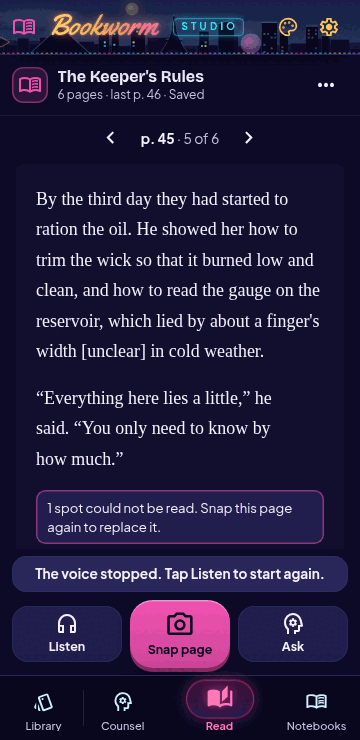 Bookworm STUDIO
The Keeper's Rules
6 pages · last p. 46 · Saved
p. 45 · 5 of 6
By the third day they had started to
ration the oil. He showed her how to
trim the wick so that it burned low and
clean, and how to read the gauge on the
reservoir, which lied by about a finger's
width [unclear] in cold weather.
“Everything here lies a little,” he
said. “You only need to know by
how much.”
1 spot could not be read. Snap this page
again to replace it.
The voice stopped. Tap Listen to start again.
Listen
Snap page
Ask
Library
Counsel
Read
Notebooks